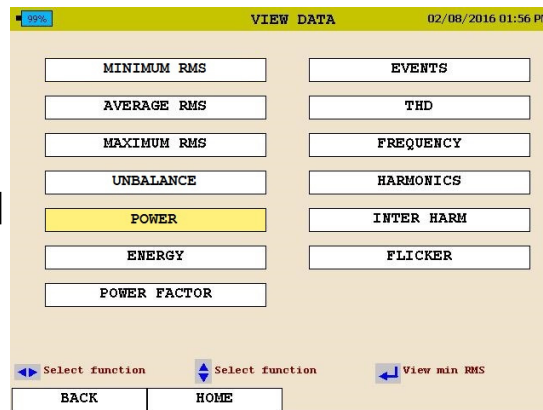 99% VIEW DATA 02/08/2016 01:56 P
MINIMUM RMS
AVERAGE RMS
MAXIMUM RMS
UNBALANCE
POWER
ENERGY
POWER FACTOR
EVENTS
THD
FREQUENCY
HARMONICS
INTER HARM
FLICKER
Select function Select function View min RMS
BACK HOME